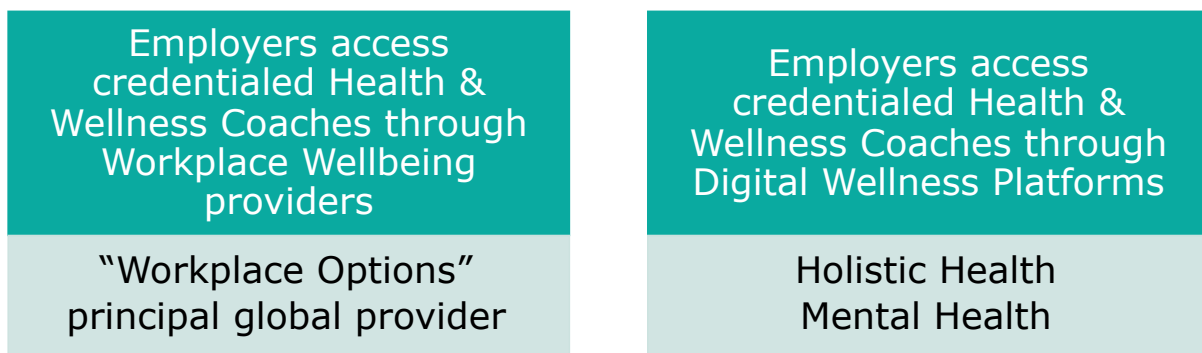 Employers access
credentialed Health &
Wellness Coaches through
Workplace Wellbeing
providers
“Workplace Options”
principal global provider
Employers access
credentialed Health &
Wellness Coaches through
Digital Wellness Platforms
Holistic Health
Mental Health